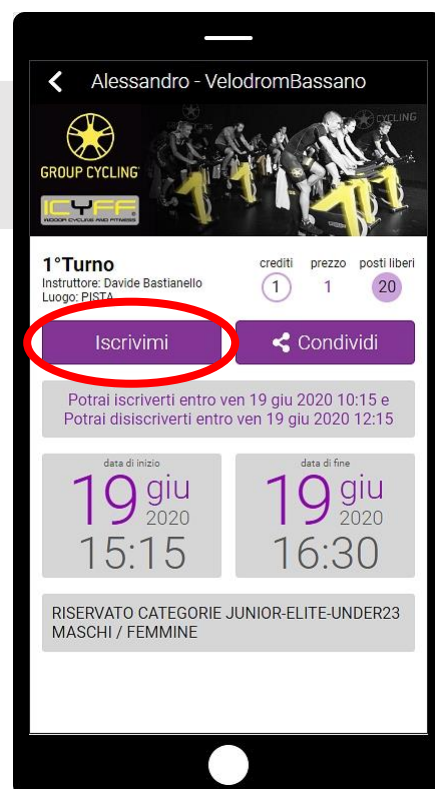 Alessandro - VelodromBassano
CYCLING
GROUP CYCLING
ICYFF
INDOOR CYCLING AND FITNESS
1°Turno
Instruttore: Davide Bastianello
Luogo: PISTA
crediti prezzo posti liberi
1 1 20
Iscrivimi
Condividi
Potrai iscriverti entro ven 19 giu 2020 10:15 e
Potrai disiscriverti entro ven 19 giu 2020 12:15
data di inizio
19 giu
2020
15:15
data di fine
19 giu
2020
16:30
RISERVATO CATEGORIE JUNIOR-ELITE-UNDER23
MASCHI / FEMMINE